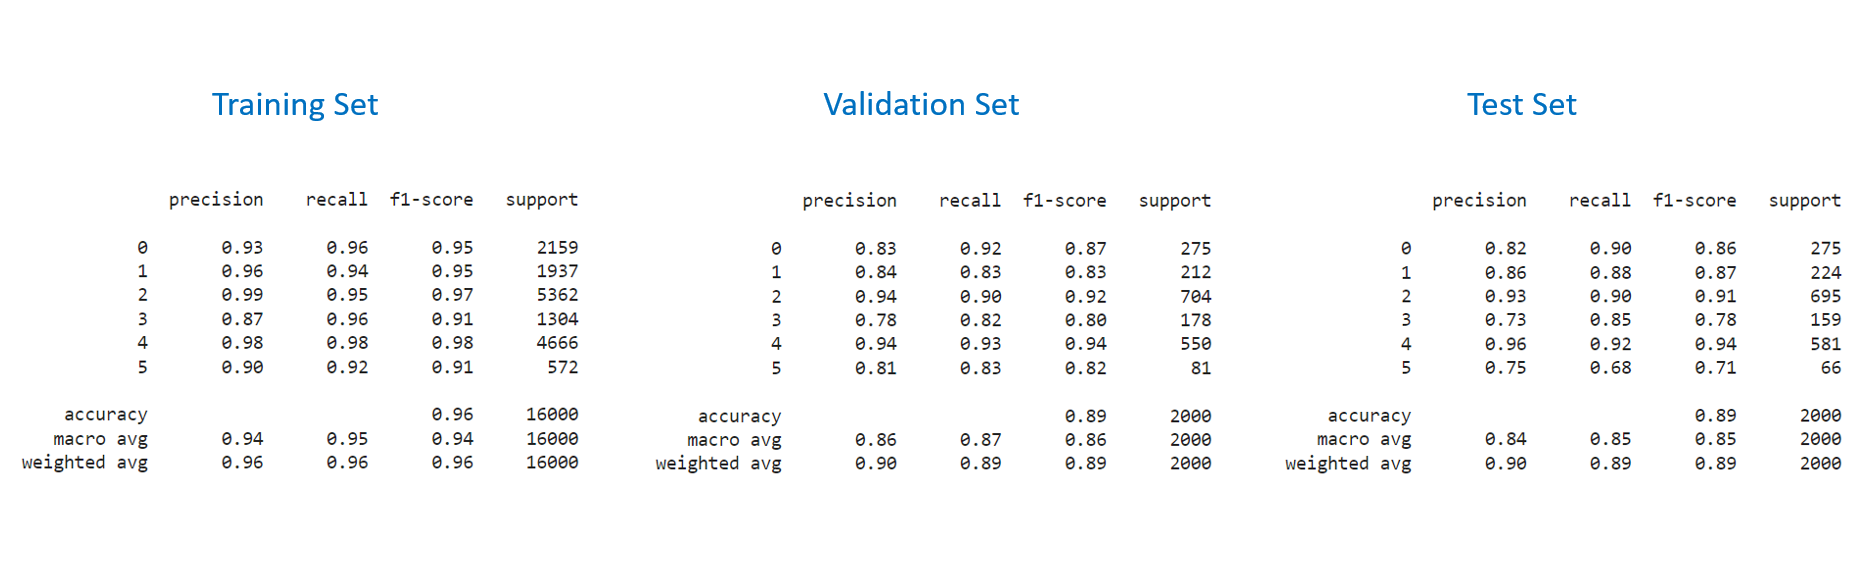 Training Set
precision recall f1-score support
0 0.93 0.96 0.95 2159
1 0.96 0.94 0.95 1937
2 0.99 0.95 0.97 5362
3 0.87 0.96 0.91 1304
4 0.98 0.98 0.98 4666
5 0.90 0.92 0.91 572
accuracy 0.96 16000
macro avg 0.94 0.95 0.94 16000
weighted avg 0.96 0.96 0.96 16000
Validation Set
precision recall f1-score support
0 0.83 0.92 0.87 275
1 0.84 0.83 0.83 212
2 0.94 0.90 0.92 704
3 0.78 0.82 0.80 178
4 0.94 0.93 0.94 550
5 0.81 0.83 0.82 81
accuracy 0.89 2000
macro avg 0.86 0.87 0.86 2000
weighted avg 0.90 0.89 0.89 2000
Test Set
precision recall f1-score support
0 0.82 0.90 0.86 275
1 0.86 0.88 0.87 224
2 0.93 0.90 0.91 695
3 0.73 0.85 0.78 159
4 0.96 0.92 0.94 581
5 0.75 0.68 0.71 66
accuracy 0.89 2000
macro avg 0.84 0.85 0.85 2000
weighted avg 0.90 0.89 0.89 2000